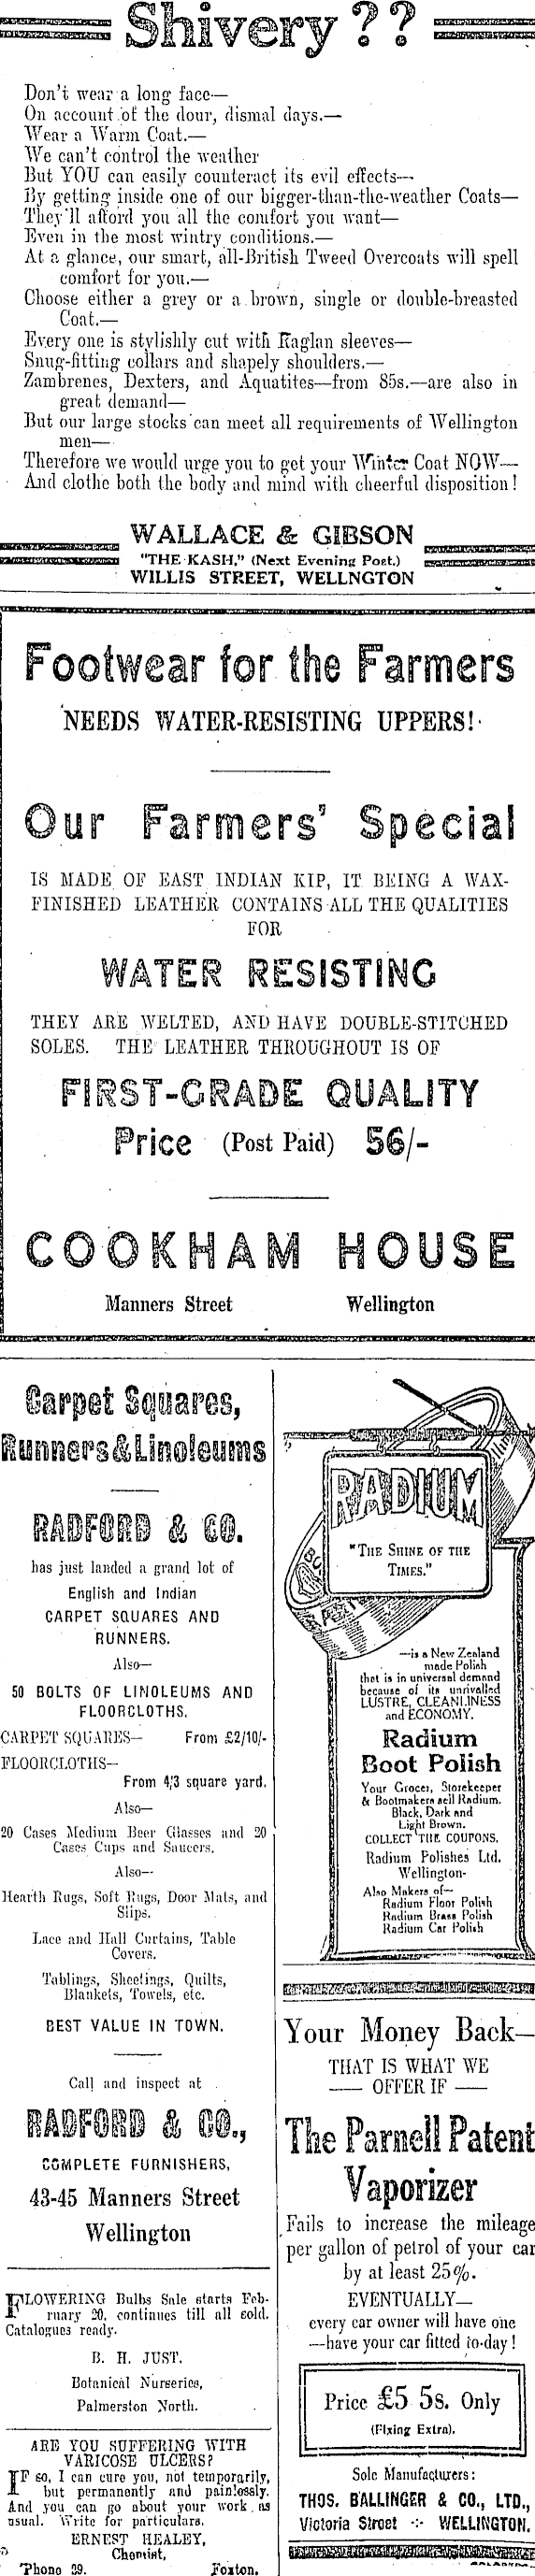 Shivery ??
Don't wear a long face—
On account of the dour, dismal days.—
Wear a Warm Coat.—
We can't control the weather
But YOU can easily counteract its evil effects—
By getting inside one of our bigger-than-the-weather Coats—
They'll afford you all the comfort you want—
Even in the most wintry conditions.—
At a glance, our smart, all-British Tweed Overcoats will spell
comfort for you.—
Choose either a grey or a brown, single or double-breasted
Coat.—
Every one is stylishly cut with Raglan sleeves—
Snug-fitting collars and shapely shoulders.—
Zambrenes, Dexters, and Aquatites—from 85s.—are also in
great demand—
But our large stocks can meet all requirements of Wellington
men—
Therefore we would urge you to get your Winter Coat NOW—
And clothe both the body and mind with cheerful disposition!
WALLACE & GIBSON
"THE KASH," (Next Evening Post.)
WILLIS STREET, WELLNGTON
Footwear for the Farmers
NEEDS WATER-RESISTING UPPERS!
Our Farmers' Special
IS MADE OF EAST INDIAN KIP, IT BEING A WAX-
FINISHED LEATHER CONTAINS ALL THE QUALITIES
FOR
WATER RESISTING
THEY ARE WELTED, AND HAVE DOUBLE-STITCHED
SOLES. THE LEATHER THROUGHOUT IS OF
FIRST-GRADE QUALITY
Price (Post Paid) 56/-
COOKHAM HOUSE
Manners Street Wellington
Carpet Squares,
Runners & Linoleums
RADFORD & CO.
has just landed a grand lot of
English and Indian
CARPET SQUARES AND
RUNNERS.
Also—
50 BOLTS OF LINOLEUMS AND
FLOORCLOTHS.
CARPET SQUARES— From £2/10/-
FLOORCLOTHS—
From 4/3 square yard.
Also—
20 Cases Medium Beer Glasses and 20
Cases Cups and Saucers.
Also—
Hearth Rugs, Soft Rugs, Door Mats, and
Slips.
Lace and Hall Curtains, Table
Covers.
Tablings, Sheetings, Quilts,
Blankets, Towels, etc.
BEST VALUE IN TOWN.
Call and inspect at
RADFORD & CO.,
COMPLETE FURNISHERS,
43-45 Manners Street
Wellington
FLOWERING Bulbs Sale starts Feb-
ruary 20, continues till all sold.
Catalogues ready.
B. H. JUST.
Botanical Nurseries,
Palmerston North.
ARE YOU SUFFERING WITH
VARICOSE ULCERS?
IF so, I can cure you, not temporarily,
but permanently and painlessly.
And you can go about your work as
usual. Write for particulars.
ERNEST HEALEY,
Chemist,
'Phone 29. Foxton.
RADIUM
"THE SHINE OF THE
TIMES."
—is a New Zealand
made Polish
that is in universal demand
because of its unrivalled
LUSTRE, CLEANLINESS
and ECONOMY.
Radium
Boot Polish
Your Grocer, Storekeeper
& Bootmakers sell Radium.
Black, Dark and
Light Brown.
COLLECT THE COUPONS.
Radium Polishes Ltd.
Wellington-
Also Makers of—
Radium Floor Polish
Radium Brass Polish
Radium Car Polish
Your Money Back—
THAT IS WHAT WE
— OFFER IF —
The Parnell Patent
Vaporizer
Fails to increase the mileage
per gallon of petrol of your car
by at least 25%.
EVENTUALLY—
every car owner will have one
—have your car fitted to-day!
Price £5 5s. Only
(Fixing Extra).
Sole Manufacturers:
THOS. BALLINGER & CO., LTD.,
Victoria Street -:- WELLINGTON.